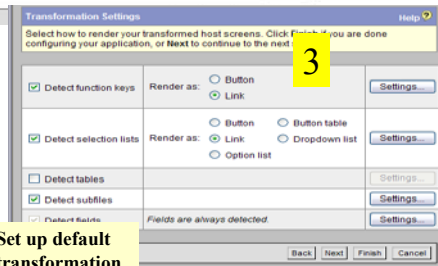 Transformation Settings Help ?
Select how to render your transformed host screens. Click Finish if you are done
configuring your application, or Next to continue to the next
3
Detect function keys Render as: Button
Link
Settings...
Detect selection lists Render as: Button Button table
Link Dropdown list
Option list
Settings...
Detect tables Settings...
Detect subfiles Settings...
Detect fields Fields are always detected. Settings...
Set up default
transformation
Back Next Finish Cancel